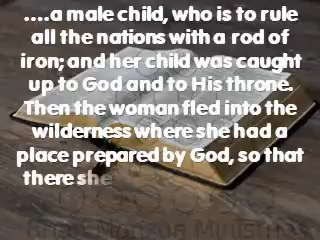 ....a male child, who is to rule
all the nations with a rod of
iron; and her child was caught
up to God and to His throne.
Then the woman fled into the
wilderness where she had a
place prepared by God, so that
there she